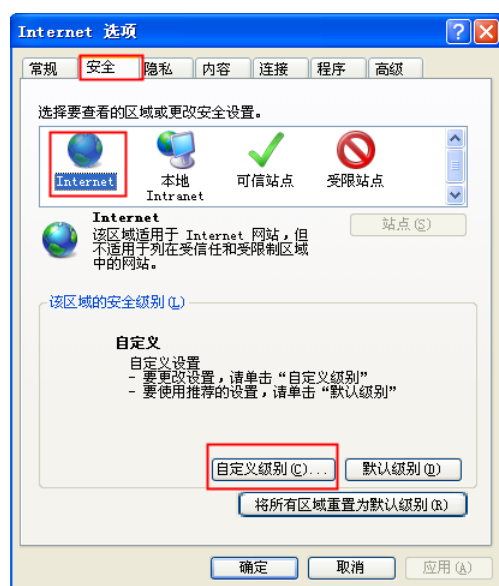 Internet 选项
常规 安全 隐私 内容 连接 程序 高级
选择要查看的区域或更改安全设置。
Internet 本地 Intranet 可信站点 受限站点
Internet
站点(S)
该区域适用于 Internet 网站，但
不适用于列在受信任和受限制区域
中的网站。
该区域的安全级别(L)
自定义
自定义设置
- 要更改设置，请单击“自定义级别”
- 要使用推荐的设置，请单击“默认级别”
自定义级别(C)... 默认级别(D)
将所有区域重置为默认级别(R)
确定 取消 应用(A)